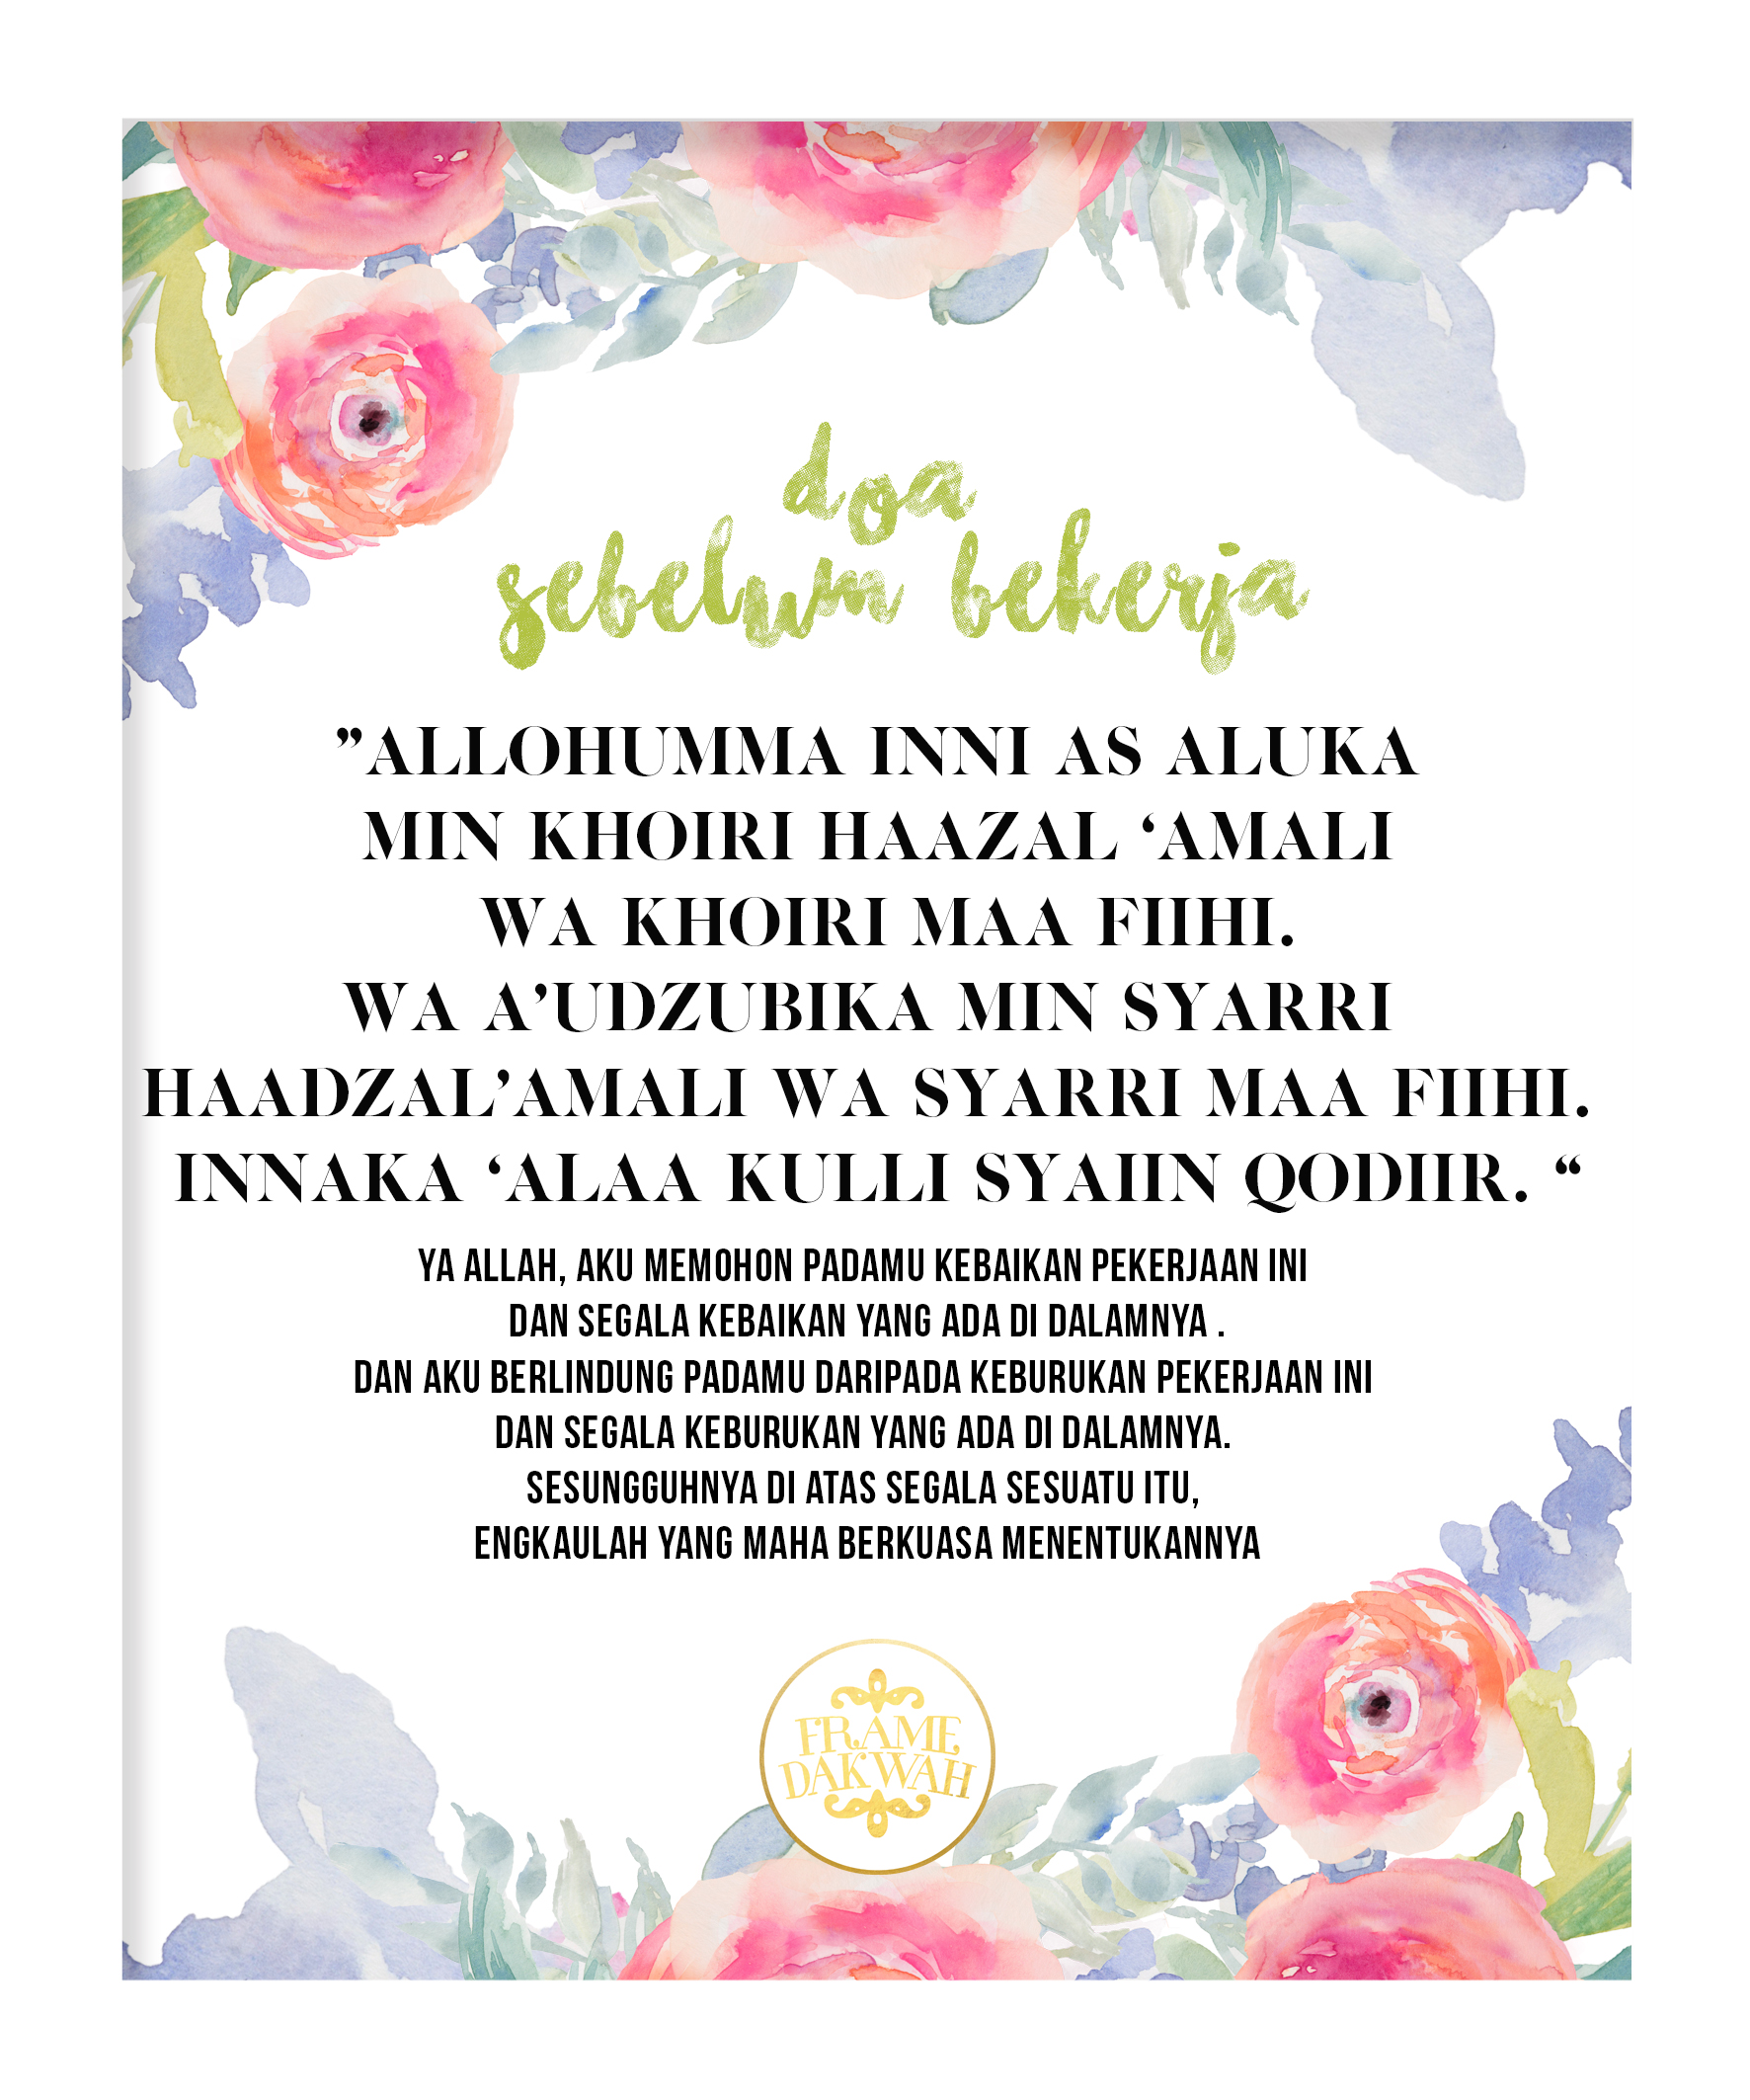 doa
sebelum bekerja
”ALLOHUMMA INNI AS ALUKA
MIN KHOIRI HAAZAL ‘AMALI
WA KHOIRI MAA FIIHI.
WA A’UDZUBIKA MIN SYARRI
HAADZAL’AMALI WA SYARRI MAA FIIHI.
INNAKA ‘ALAA KULLI SYAIIN QODIIR. “
YA ALLAH, AKU MEMOHON PADAMU KEBAIKAN PEKERJAAN INI
DAN SEGALA KEBAIKAN YANG ADA DI DALAMNYA .
DAN AKU BERLINDUNG PADAMU DARIPADA KEBURUKAN PEKERJAAN INI
DAN SEGALA KEBURUKAN YANG ADA DI DALAMNYA.
SESUNGGUHNYA DI ATAS SEGALA SESUATU ITU,
ENGKAULAH YANG MAHA BERKUASA MENENTUKANNYA
FRAME
DAKWAH